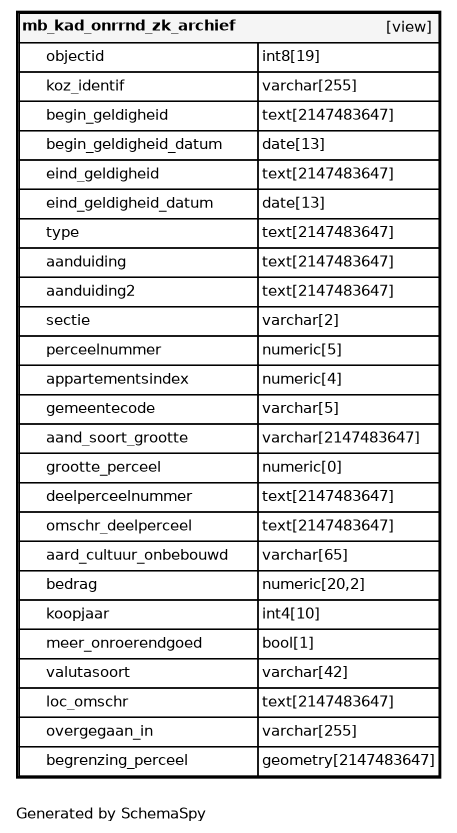 mb_kad_onrrnd_zk_archief [view]
objectid int8[19]
koz_identif varchar[255]
begin_geldigheid text[2147483647]
begin_geldigheid_datum date[13]
eind_geldigheid text[2147483647]
eind_geldigheid_datum date[13]
type text[2147483647]
aanduiding text[2147483647]
aanduiding2 text[2147483647]
sectie varchar[2]
perceelnummer numeric[5]
appartementsindex numeric[4]
gemeentecode varchar[5]
aand_soort_grootte varchar[2147483647]
grootte_perceel numeric[0]
deelperceelnummer text[2147483647]
omschr_deelperceel text[2147483647]
aard_cultuur_onbebouwd varchar[65]
bedrag numeric[20,2]
koopjaar int4[10]
meer_onroerendgoed bool[1]
valutasoort varchar[42]
loc_omschr text[2147483647]
overgegaan_in varchar[255]
begrenzing_perceel geometry[2147483647]
Generated by SchemaSpy